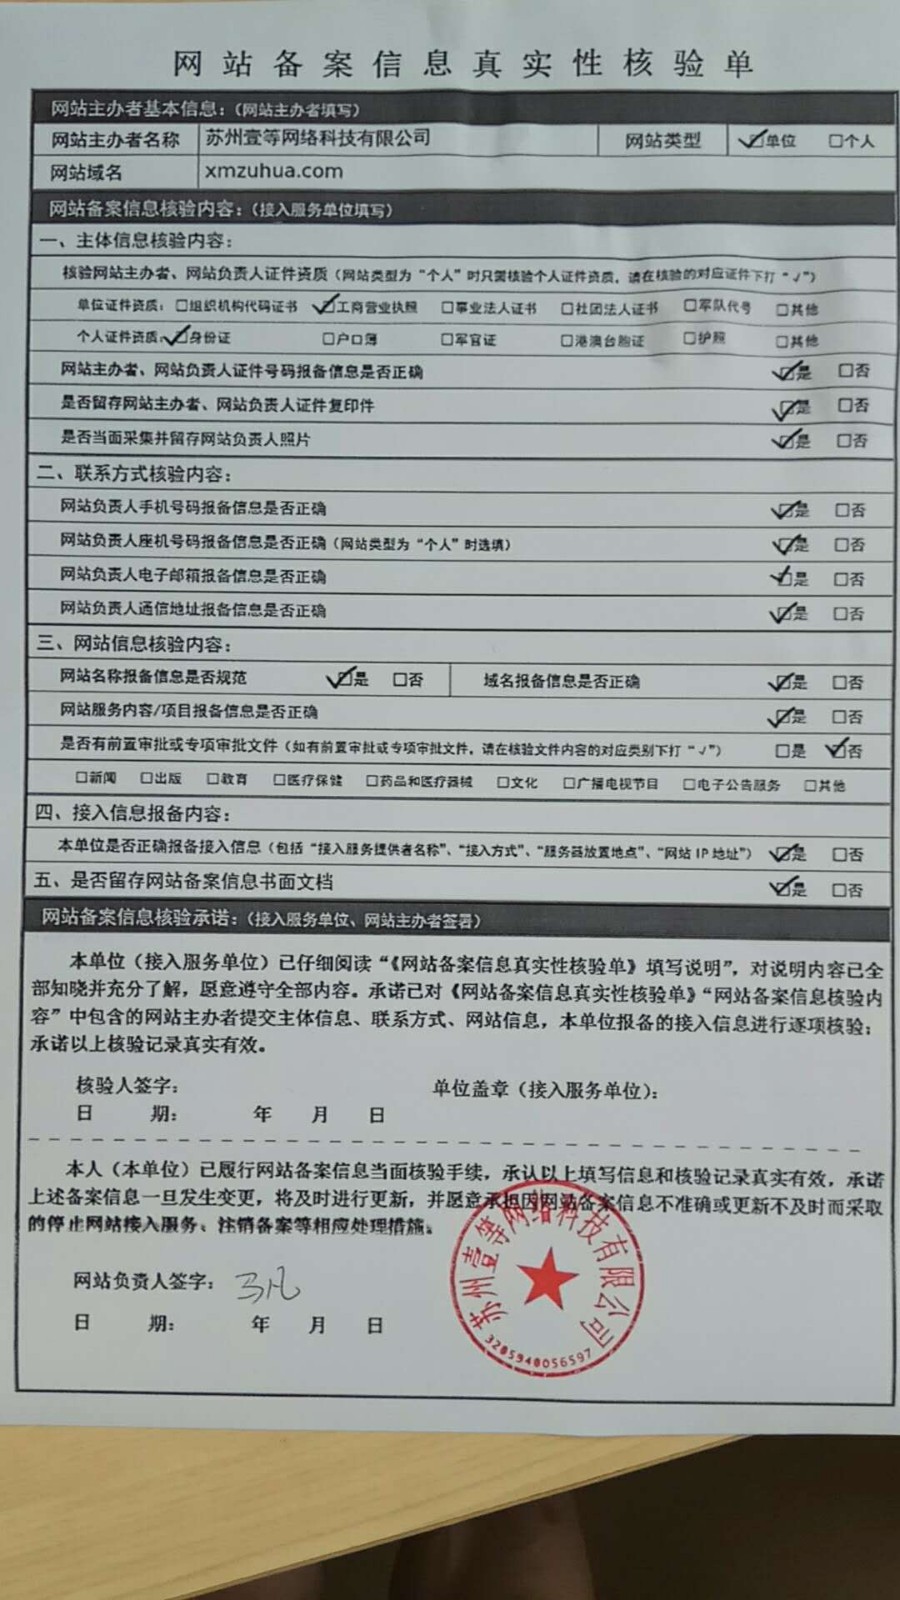 网站备案信息真实性核验单
网站主办者基本信息：（网站主办者填写）
网站主办者名称 苏州壹等网络科技有限公司 网站类型 ☑单位 □个人
网站域名 xmzuhua.com
网站备案信息核验内容：（接入服务单位填写）
一、主体信息核验内容：
核验网站主办者、网站负责人证件资质（网站类型为“个人”时只需核验个人证件资质，请在核验的对应证件下打“√”）
单位证件资质：□组织机构代码证书 ☑工商营业执照 □事业法人证书 □社团法人证书 □军队代号 □其他
个人证件资质：☑身份证 □户口簿 □军官证 □港澳台胞证 □护照 □其他
网站主办者、网站负责人证件号码报备信息是否正确 ☑是 □否
是否留存网站主办者、网站负责人证件复印件 ☑是 □否
是否当面采集并留存网站负责人照片 ☑是 □否
二、联系方式核验内容：
网站负责人手机号码报备信息是否正确 ☑是 □否
网站负责人座机号码报备信息是否正确（网站类型为“个人”时选填） ☑是 □否
网站负责人电子邮箱报备信息是否正确 ☑是 □否
网站负责人通信地址报备信息是否正确 ☑是 □否
三、网站信息核验内容：
网站名称报备信息是否规范 ☑是 □否 域名报备信息是否正确 ☑是 □否
网站服务内容/项目报备信息是否正确 ☑是 □否
是否有前置审批或专项审批文件（如有前置审批或专项审批文件，请在核验文件内容的对应类别下打“√”） □是 ☑否
□新闻 □出版 □教育 □医疗保健 □药品和医疗器械 □文化 □广播电视节目 □电子公告服务 □其他
四、接入信息报备内容：
本单位是否正确报备接入信息（包括“接入服务提供者名称”、“接入方式”、“服务器放置地点”、“网站 IP 地址”） ☑是 □否
五、是否留存网站备案信息书面文档 ☑是 □否
网站备案信息核验承诺：（接入服务单位、网站主办者签署）
本单位（接入服务单位）已仔细阅读“《网站备案信息真实性核验单》填写说明”，对说明内容已全
部知晓并充分了解，愿意遵守全部内容。承诺已对《网站备案信息真实性核验单》“网站备案信息核验内
容”中包含的网站主办者提交主体信息、联系方式、网站信息，本单位报备的接入信息进行逐项核验；
承诺以上核验记录真实有效。
核验人签字： 单位盖章（接入服务单位）：
日 期： 年 月 日
本人（本单位）已履行网站备案信息当面核验手续，承认以上填写信息和核验记录真实有效，承诺
上述备案信息一旦发生变更，将及时进行更新，并愿意承担因网站备案信息不准确或更新不及时而采取
的停止网站接入服务、注销备案等相应处理措施。
网站负责人签字：马凡
日 期： 年 月 日
苏州壹等网络科技有限公司
3205940056597